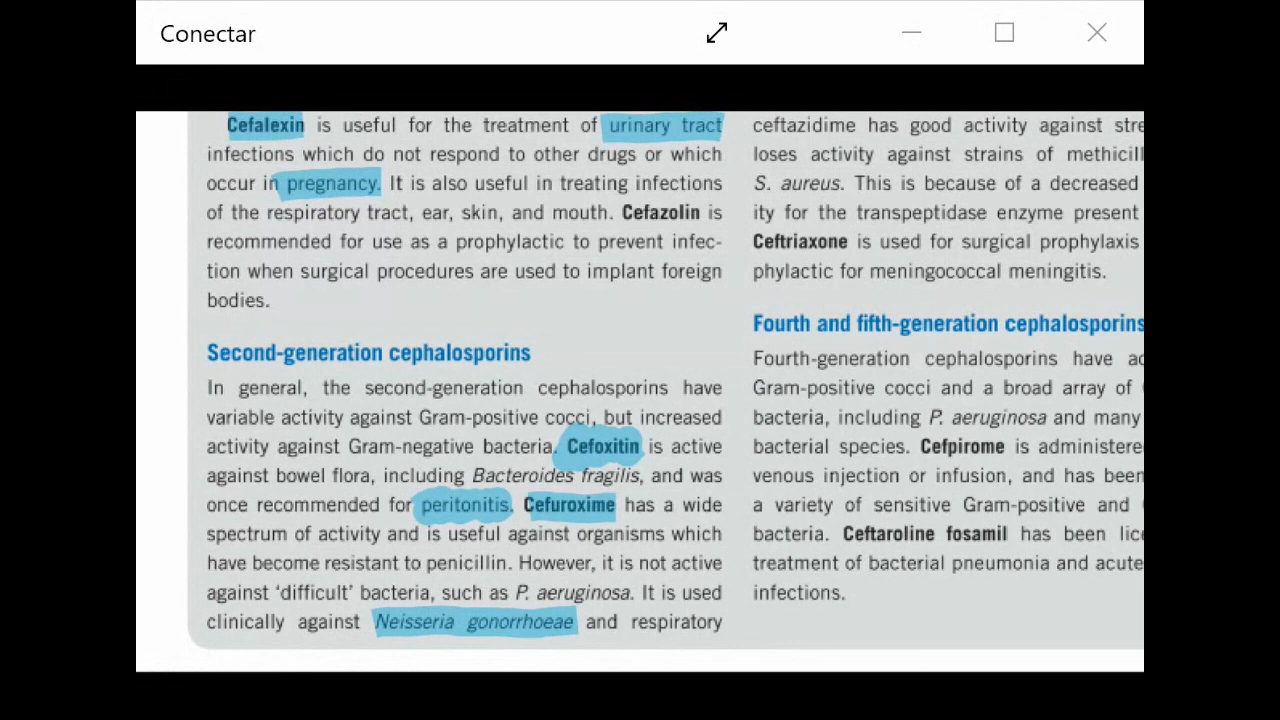 Conectar
Cefalexin is useful for the treatment of urinary tract
infections which do not respond to other drugs or which
occur in pregnancy. It is also useful in treating infections
of the respiratory tract, ear, skin, and mouth. Cefazolin is
recommended for use as a prophylactic to prevent infec-
tion when surgical procedures are used to implant foreign
bodies.
Second-generation cephalosporins
In general, the second-generation cephalosporins have
variable activity against Gram-positive cocci, but increased
activity against Gram-negative bacteria. Cefoxitin is active
against bowel flora, including Bacteroides fragilis, and was
once recommended for peritonitis. Cefuroxime has a wide
spectrum of activity and is useful against organisms which
have become resistant to penicillin. However, it is not active
against ‘difficult’ bacteria, such as P. aeruginosa. It is used
clinically against Neisseria gonorrhoeae and respiratory
ceftazidime has good activity against stre
loses activity against strains of methicill
S. aureus. This is because of a decreased
ity for the transpeptidase enzyme present
Ceftriaxone is used for surgical prophylaxis
phylactic for meningococcal meningitis.
Fourth and fifth-generation cephalosporins
Fourth-generation cephalosporins have ac
Gram-positive cocci and a broad array of
bacteria, including P. aeruginosa and many
bacterial species. Cefpirome is administere
venous injection or infusion, and has been
a variety of sensitive Gram-positive and
bacteria. Ceftaroline fosamil has been lice
treatment of bacterial pneumonia and acute
infections.